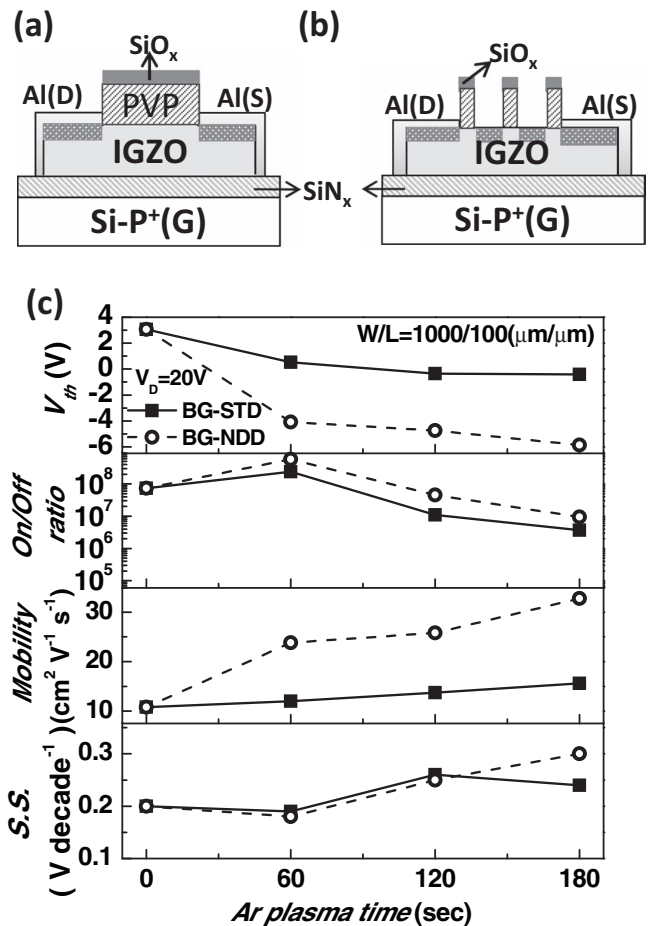 (a)
SiOx
Al(D)
PVP
Al(S)
IGZO
Si-P+(G)
(b)
SiOx
Al(D)
Al(S)
IGZO
SiNx
Si-P+(G)
(c)
W/L=1000/100(μm/μm)
VD=20V
BG-STD
BG-NDD
Vth (V)
4
2
0
-2
-4
-6
On/Off ratio
10^8
10^7
10^6
10^5
Mobility (cm2 V-1 s-1)
30
20
10
S.S. ( V decade-1 )
0.3
0.2
0.1
0
60
120
180
Ar plasma time(sec)